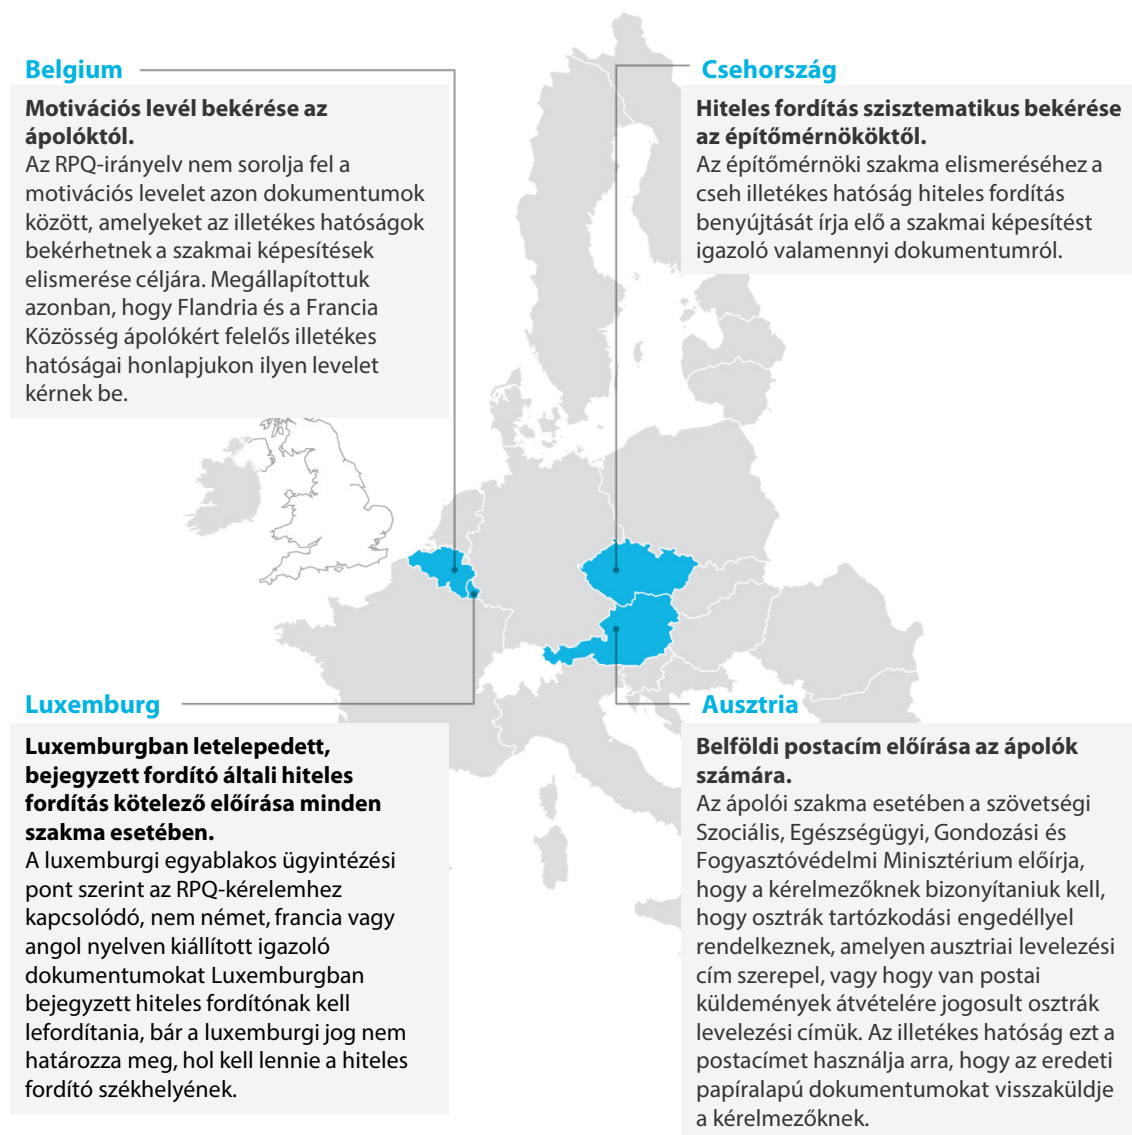 Belgium
Motivációs levél bekérése az
ápolóktól.
Az RPQ-irányelv nem sorolja fel a
motivációs levelet azon dokumentumok
között, amelyeket az illetékes hatóságok
bekérhetnek a szakmai képesítések
elismerése céljára. Megállapítottuk
azonban, hogy Flandria és a Francia
Közösség ápolókért felelős illetékes
hatóságai honlapjukon ilyen levelet
kérnek be.
Csehország
Hiteles fordítás szisztematikus bekérése
az építőmérnököktől.
Az építőmérnöki szakma elismeréséhez a
cseh illetékes hatóság hiteles fordítás
benyújtását írja elő a szakmai képesítést
igazoló valamennyi dokumentumról.
Luxemburg
Luxemburgban letelepedett,
bejegyzett fordító általi hiteles
fordítás kötelező előírása minden
szakma esetében.
A luxemburgi egyablakos ügyintézési
pont szerint az RPQ-kérelemhez
kapcsolódó, nem német, francia vagy
angol nyelven kiállított igazoló
dokumentumokat Luxemburgban
bejegyzett hiteles fordítónak kell
lefordítania, bár a luxemburgi jog nem
határozza meg, hol kell lennie a hiteles
fordító székhelyének.
Ausztria
Belföldi postacím előírása az ápolók
számára.
Az ápolói szakma esetében a szövetségi
Szociális, Egészségügyi, Gondozási és
Fogyasztóvédelmi Minisztérium előírja,
hogy a kérelmezőknek bizonyítaniuk kell,
hogy osztrák tartózkodási engedéllyel
rendelkeznek, amelyen ausztriai levelezési
cím szerepel, vagy hogy van postai
küldemények átvételére jogosult osztrák
levelezési címük. Az illetékes hatóság ezt a
postacímet használja arra, hogy az eredeti
papíralapú dokumentumokat visszaküldje
a kérelmezőknek.